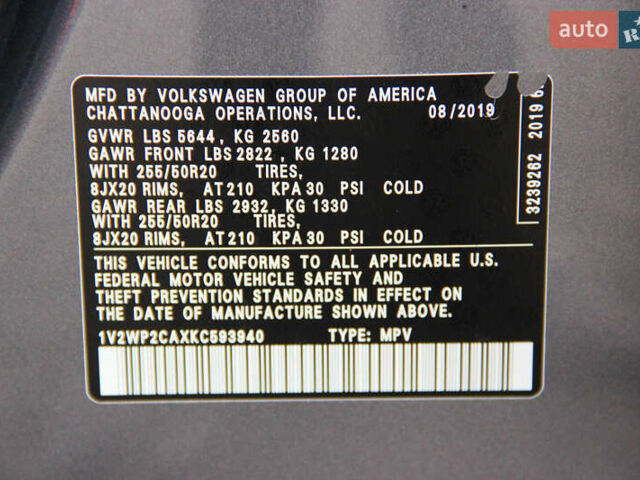 auto
MFD BY VOLKSWAGEN GROUP OF AMERICA
CHATTANOOGA OPERATIONS, LLC. 08/2019
GVWR LBS 5644 , KG 2560
GAWR FRONT LBS 2822 , KG 1280
WITH 255/50R20 TIRES,
8JX20 RIMS, AT 210 KPA 30 PSI COLD
GAWR REAR LBS 2932, KG 1330
WITH 255/50R20 TIRES,
8JX20 RIMS, AT 210 KPA 30 PSI COLD
THIS VEHICLE CONFORMS TO ALL APPLICABLE U.S.
FEDERAL MOTOR VEHICLE SAFETY AND
THEFT PREVENTION STANDARDS IN EFFECT ON
THE DATE OF MANUFACTURE SHOWN ABOVE.
1V2WP2CAXKC593940 TYPE: MPV
3239262 2019 6